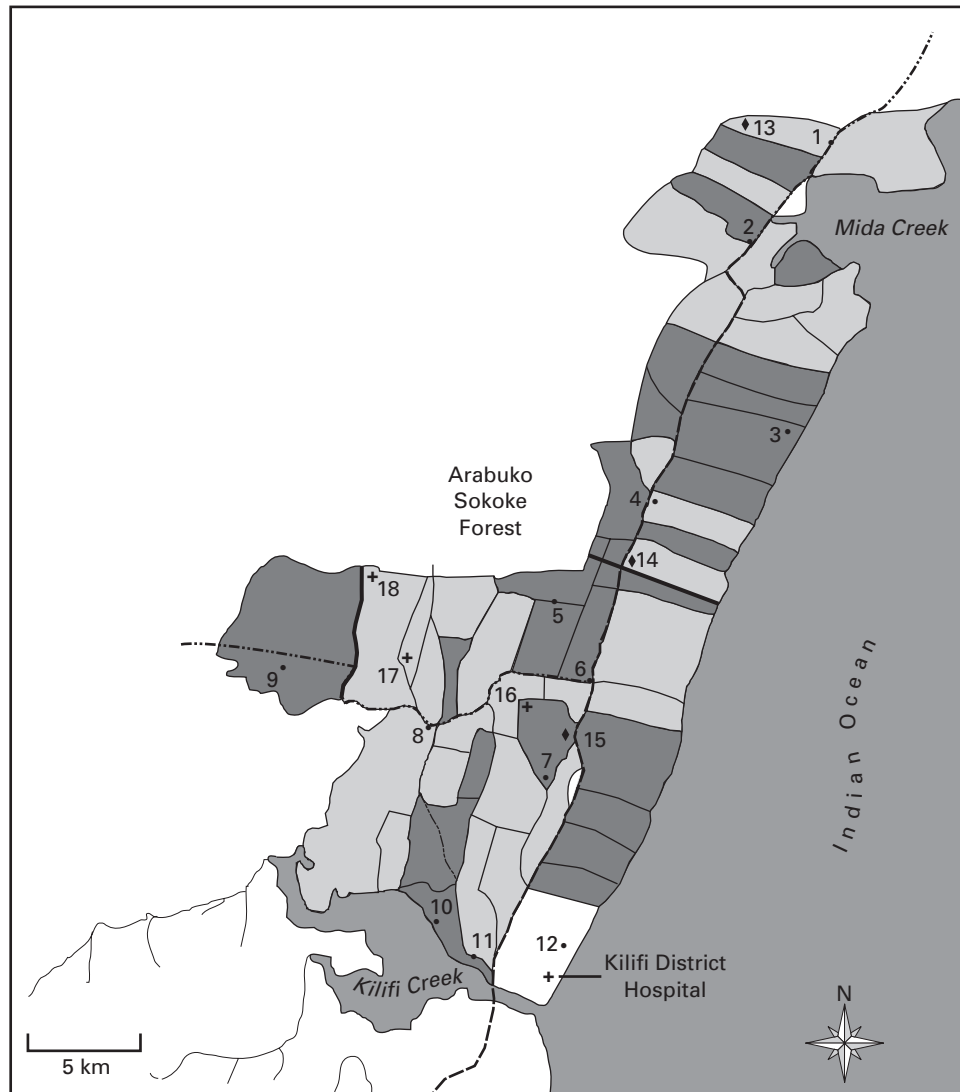 13
1
2
Mida Creek
3
Arabuko
Sokoke
Forest
4
14
18
5
9
17
6
16
8
15
7
Indian Ocean
10
11
12
Kilifi District
Hospital
Kilifi Creek
N
5 km